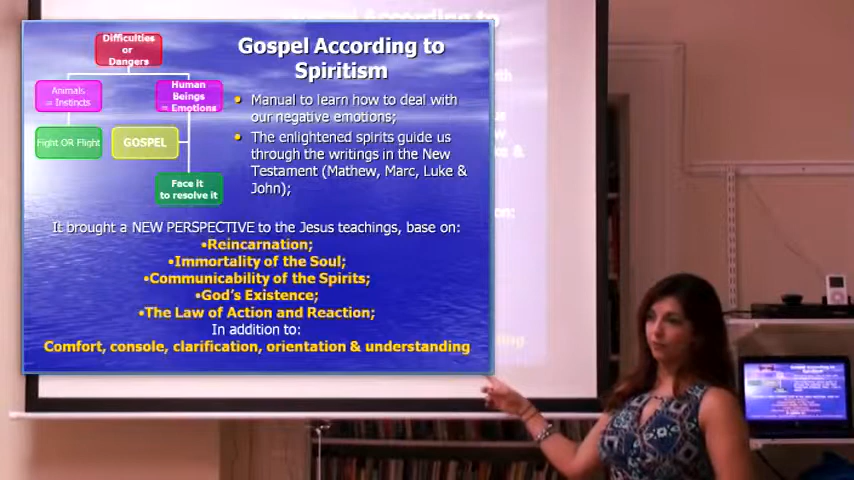 Difficulties
or
Dangers
Animals
= Instincts
Human
Beings
= Emotions
Fight OR Flight
GOSPEL
Face it
to resolve it
Gospel According to
Spiritism
• Manual to learn how to deal with
our negative emotions;
• The enlightened spirits guide us
through the writings in the New
Testament (Mathew, Marc, Luke &
John);
It brought a NEW PERSPECTIVE to the Jesus teachings, base on:
•Reincarnation;
•Immortality of the Soul;
•Communicability of the Spirits;
•God's Existence;
•The Law of Action and Reaction;
In addition to:
Comfort, console, clarification, orientation & understanding
Gospel According to
Spiritism